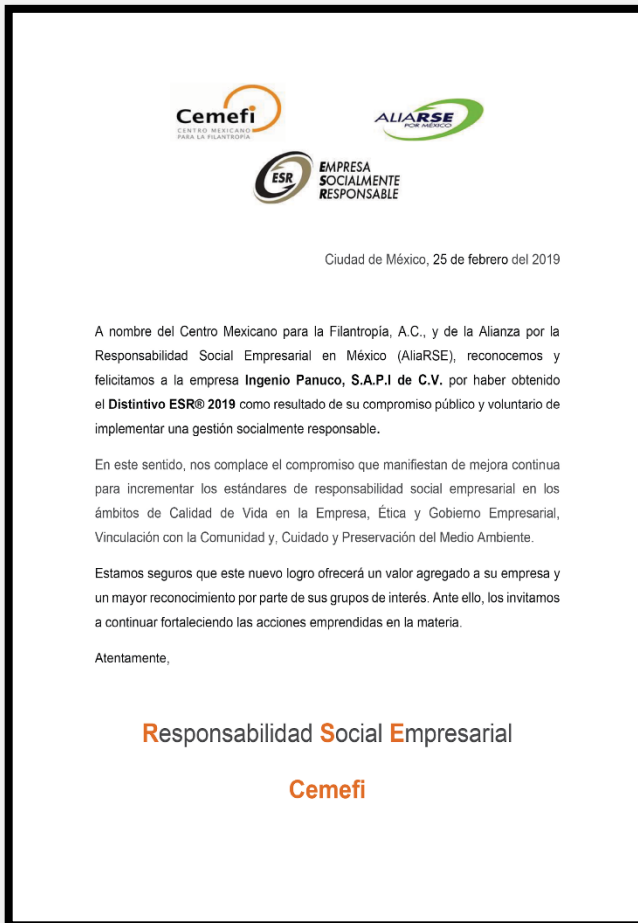 Cemefi
CENTRO MEXICANO
PARA LA FILANTROPÍA
ALIARSE
POR MÉXICO
ESR
EMPRESA
SOCIALMENTE
RESPONSABLE
Ciudad de México, 25 de febrero del 2019
A nombre del Centro Mexicano para la Filantropía, A.C., y de la Alianza por la
Responsabilidad Social Empresarial en México (AliaRSE), reconocemos y
felicitamos a la empresa Ingenio Panuco, S.A.P.I de C.V. por haber obtenido
el Distintivo ESR® 2019 como resultado de su compromiso público y voluntario de
implementar una gestión socialmente responsable.
En este sentido, nos complace el compromiso que manifiestan de mejora continua
para incrementar los estándares de responsabilidad social empresarial en los
ámbitos de Calidad de Vida en la Empresa, Ética y Gobierno Empresarial,
Vinculación con la Comunidad y, Cuidado y Preservación del Medio Ambiente.
Estamos seguros que este nuevo logro ofrecerá un valor agregado a su empresa y
un mayor reconocimiento por parte de sus grupos de interés. Ante ello, los invitamos
a continuar fortaleciendo las acciones emprendidas en la materia.
Atentamente,
Responsabilidad Social Empresarial
Cemefi